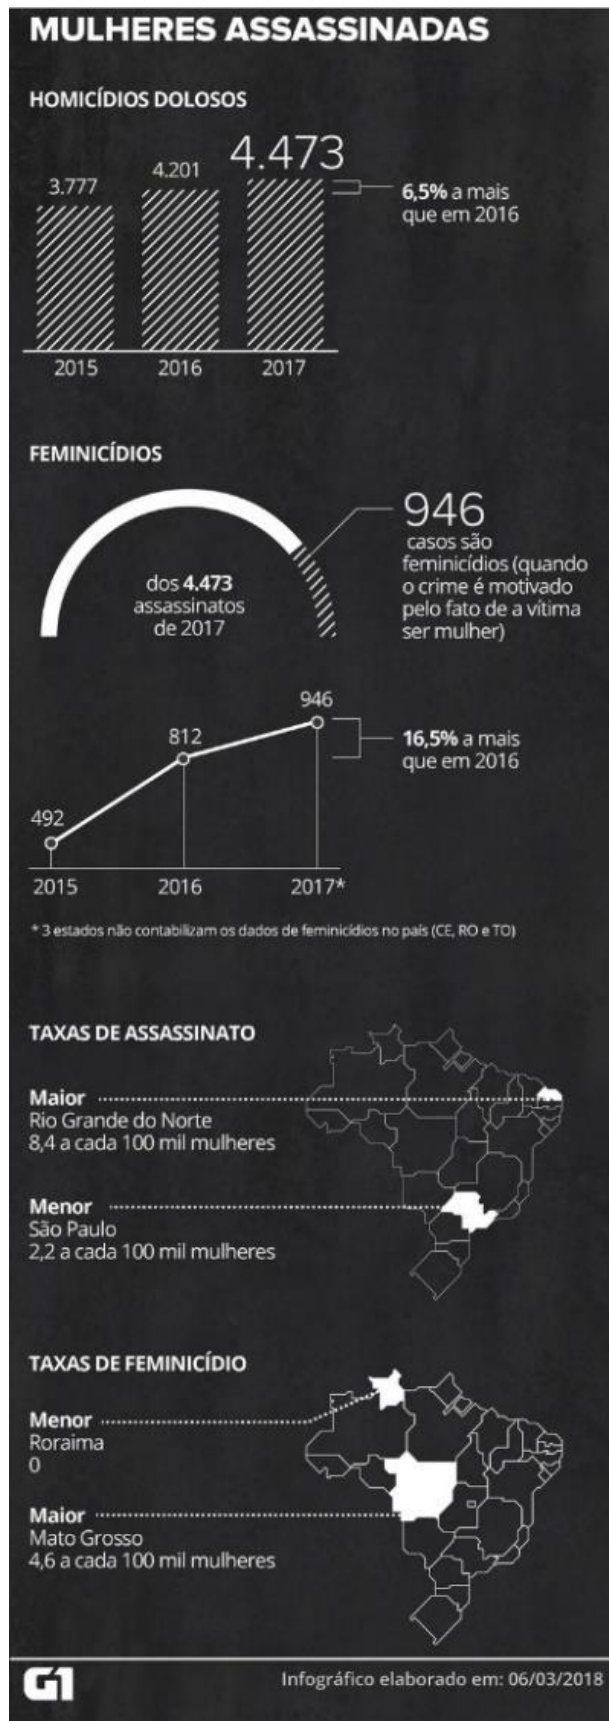 MULHERES ASSASSINADAS
HOMICÍDIOS DOLOSOS
3.777
4.201
4.473
6,5% a mais
que em 2016
2015
2016
2017
FEMINICÍDIOS
dos 4.473
assassinatos
de 2017
946
casos são
feminicídios (quando
o crime é motivado
pelo fato de a vítima
ser mulher)
492
812
946
16,5% a mais
que em 2016
2015
2016
2017*
* 3 estados não contabilizam os dados de feminicídios no país (CE, RO e TO)
TAXAS DE ASSASSINATO
Maior
Rio Grande do Norte
8,4 a cada 100 mil mulheres
Menor
São Paulo
2,2 a cada 100 mil mulheres
TAXAS DE FEMINICÍDIO
Menor
Roraima
0
Maior
Mato Grosso
4,6 a cada 100 mil mulheres
G1
Infográfico elaborado em: 06/03/2018